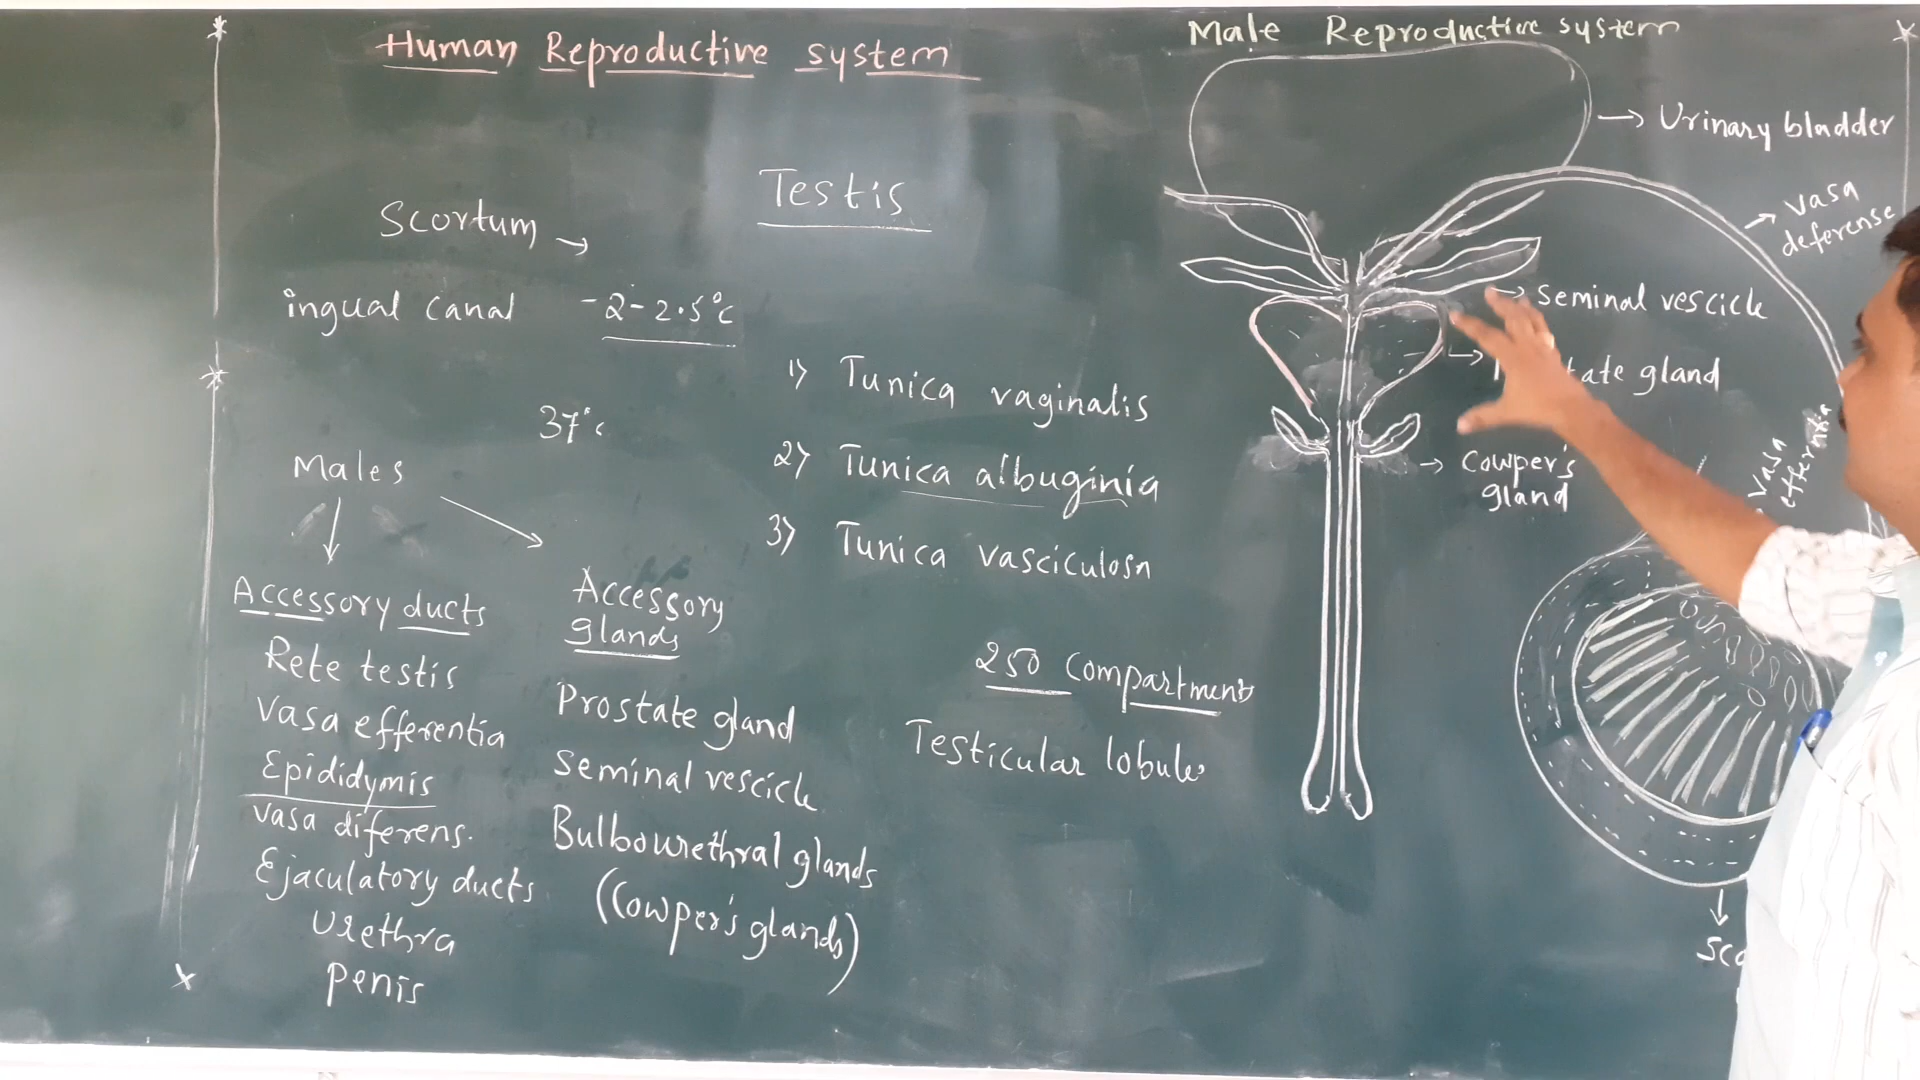 Human Reproductive system
Testis
Scortum →
ingual canal -2-2.5°c
37°c
1) Tunica vaginalis
2) Tunica albuginia
3) Tunica vasciculosa
Males
Accessory ducts
Rete testis
Vasa efferentia
Epididymis
vasa diferens.
Ejaculatory ducts
Urethra
penis
Accessory
glands
Prostate gland
seminal vescicle
Bulbourethral glands
(Cowper's glands)
250 compartments
Testicular lobules
Male Reproductive system
→ Urinary bladder
→ vasa
deferense
→ seminal vescicle
→ gland
→ Cowper's
gland
vasa
efferentia